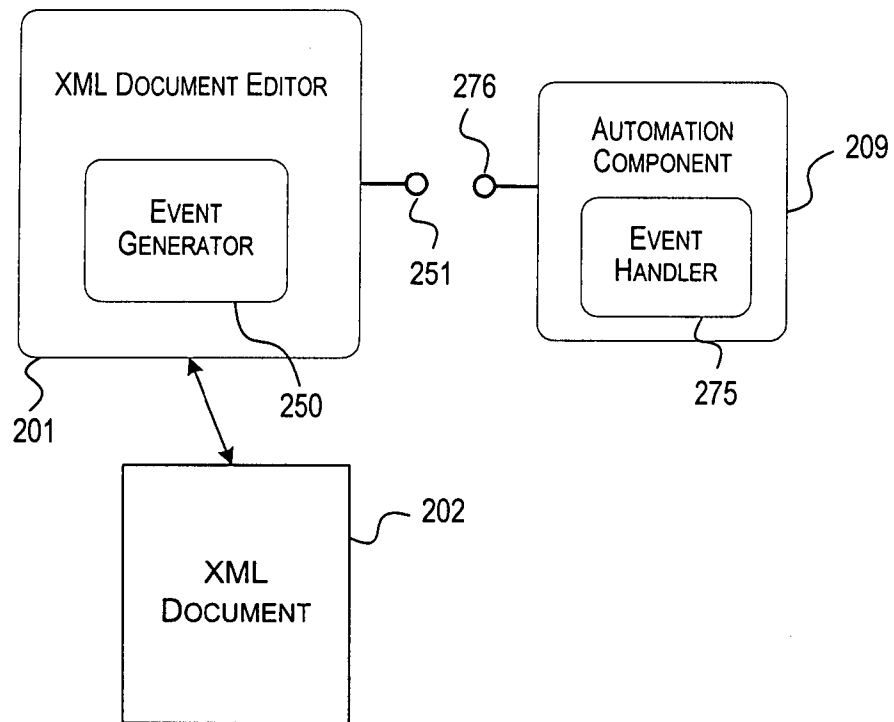 XML DOCUMENT EDITOR
EVENT
GENERATOR
251
276
AUTOMATION
COMPONENT
209
EVENT
HANDLER
275
250
201
202
XML
DOCUMENT